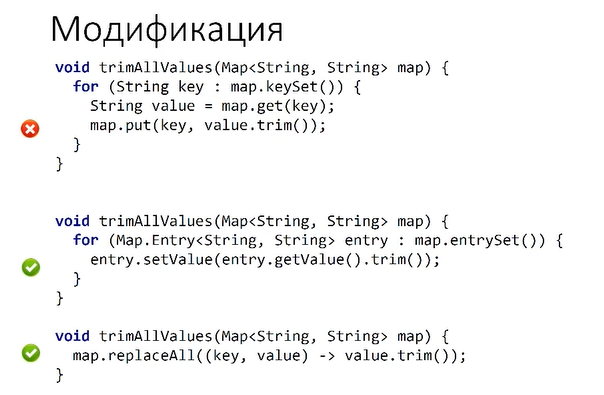 Модификация
void trimAllValues(Map<String, String> map) {
for (String key : map.keySet()) {
String value = map.get(key);
map.put(key, value.trim());
}
}
void trimAllValues(Map<String, String> map) {
for (Map.Entry<String, String> entry : map.entrySet()) {
entry.setValue(entry.getValue().trim());
}
}
void trimAllValues(Map<String, String> map) {
map.replaceAll((key, value) -> value.trim());
}